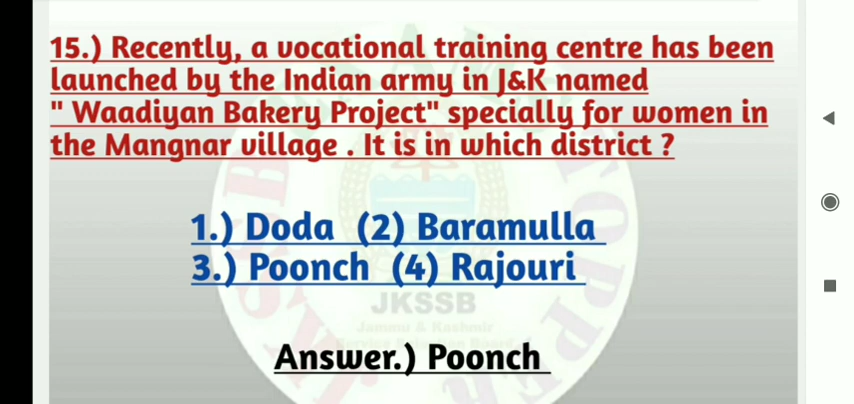 15.) Recently, a vocational training centre has been
launched by the Indian army in J&K named
" Waadiyan Bakery Project" specially for women in
the Mangnar village . It is in which district ?
1.) Doda (2) Baramulla
3.) Poonch (4) Rajouri
JKSSB
Jammu & Kashmir
Answer.) Poonch